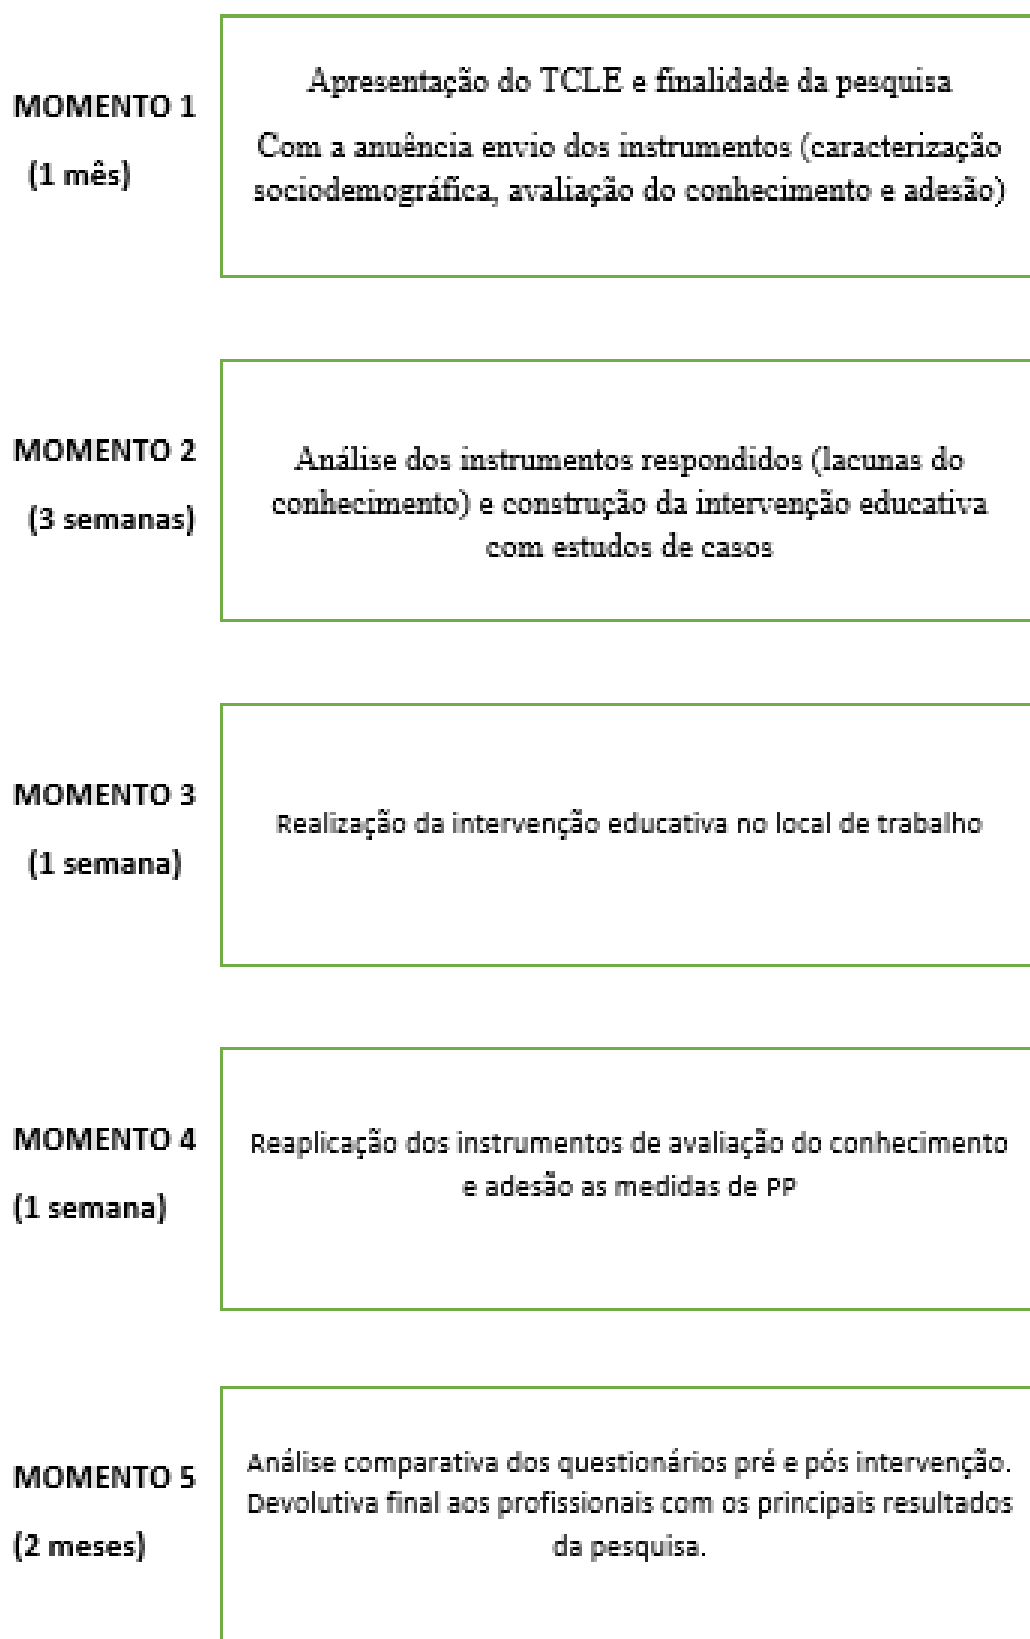 MOMENTO 1
(1 mês)
Apresentação do TCLE e finalidade da pesquisa
Com a anuência envio dos instrumentos (caracterização
sociodemográfica, avaliação do conhecimento e adesão)
MOMENTO 2
(3 semanas)
Análise dos instrumentos respondidos (lacunas do
conhecimento) e construção da intervenção educativa
com estudos de casos
MOMENTO 3
(1 semana)
Realização da intervenção educativa no local de trabalho
MOMENTO 4
(1 semana)
Reaplicação dos instrumentos de avaliação do conhecimento
e adesão as medidas de PP
MOMENTO 5
(2 meses)
Análise comparativa dos questionários pré e pós intervenção.
Devolutiva final aos profissionais com os principais resultados
da pesquisa.